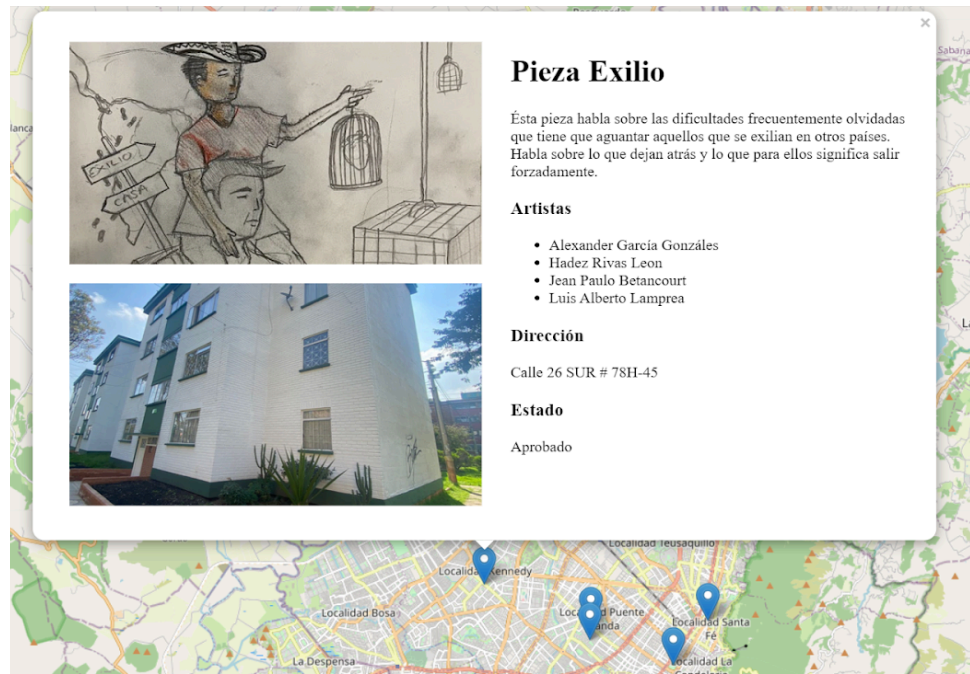 ×
EXILIO
CASA
Pieza Exilio
Ésta pieza habla sobre las dificultades frecuentemente olvidadas
que tiene que aguantar aquellos que se exilian en otros países.
Habla sobre lo que dejan atrás y lo que para ellos significa salir
forzadamente.
Artistas
Alexander García Gonzáles
Hadez Rivas Leon
Jean Paulo Betancourt
Luis Alberto Lamprea
Dirección
Calle 26 SUR # 78H-45
Estado
Aprobado
Sabana
lanca
Localidad Teusaquillo
Localidad Kennedy
Localidad Bosa
Localidad Puente
anda
Localidad Santa
Fé
La Despensa
Localidad La